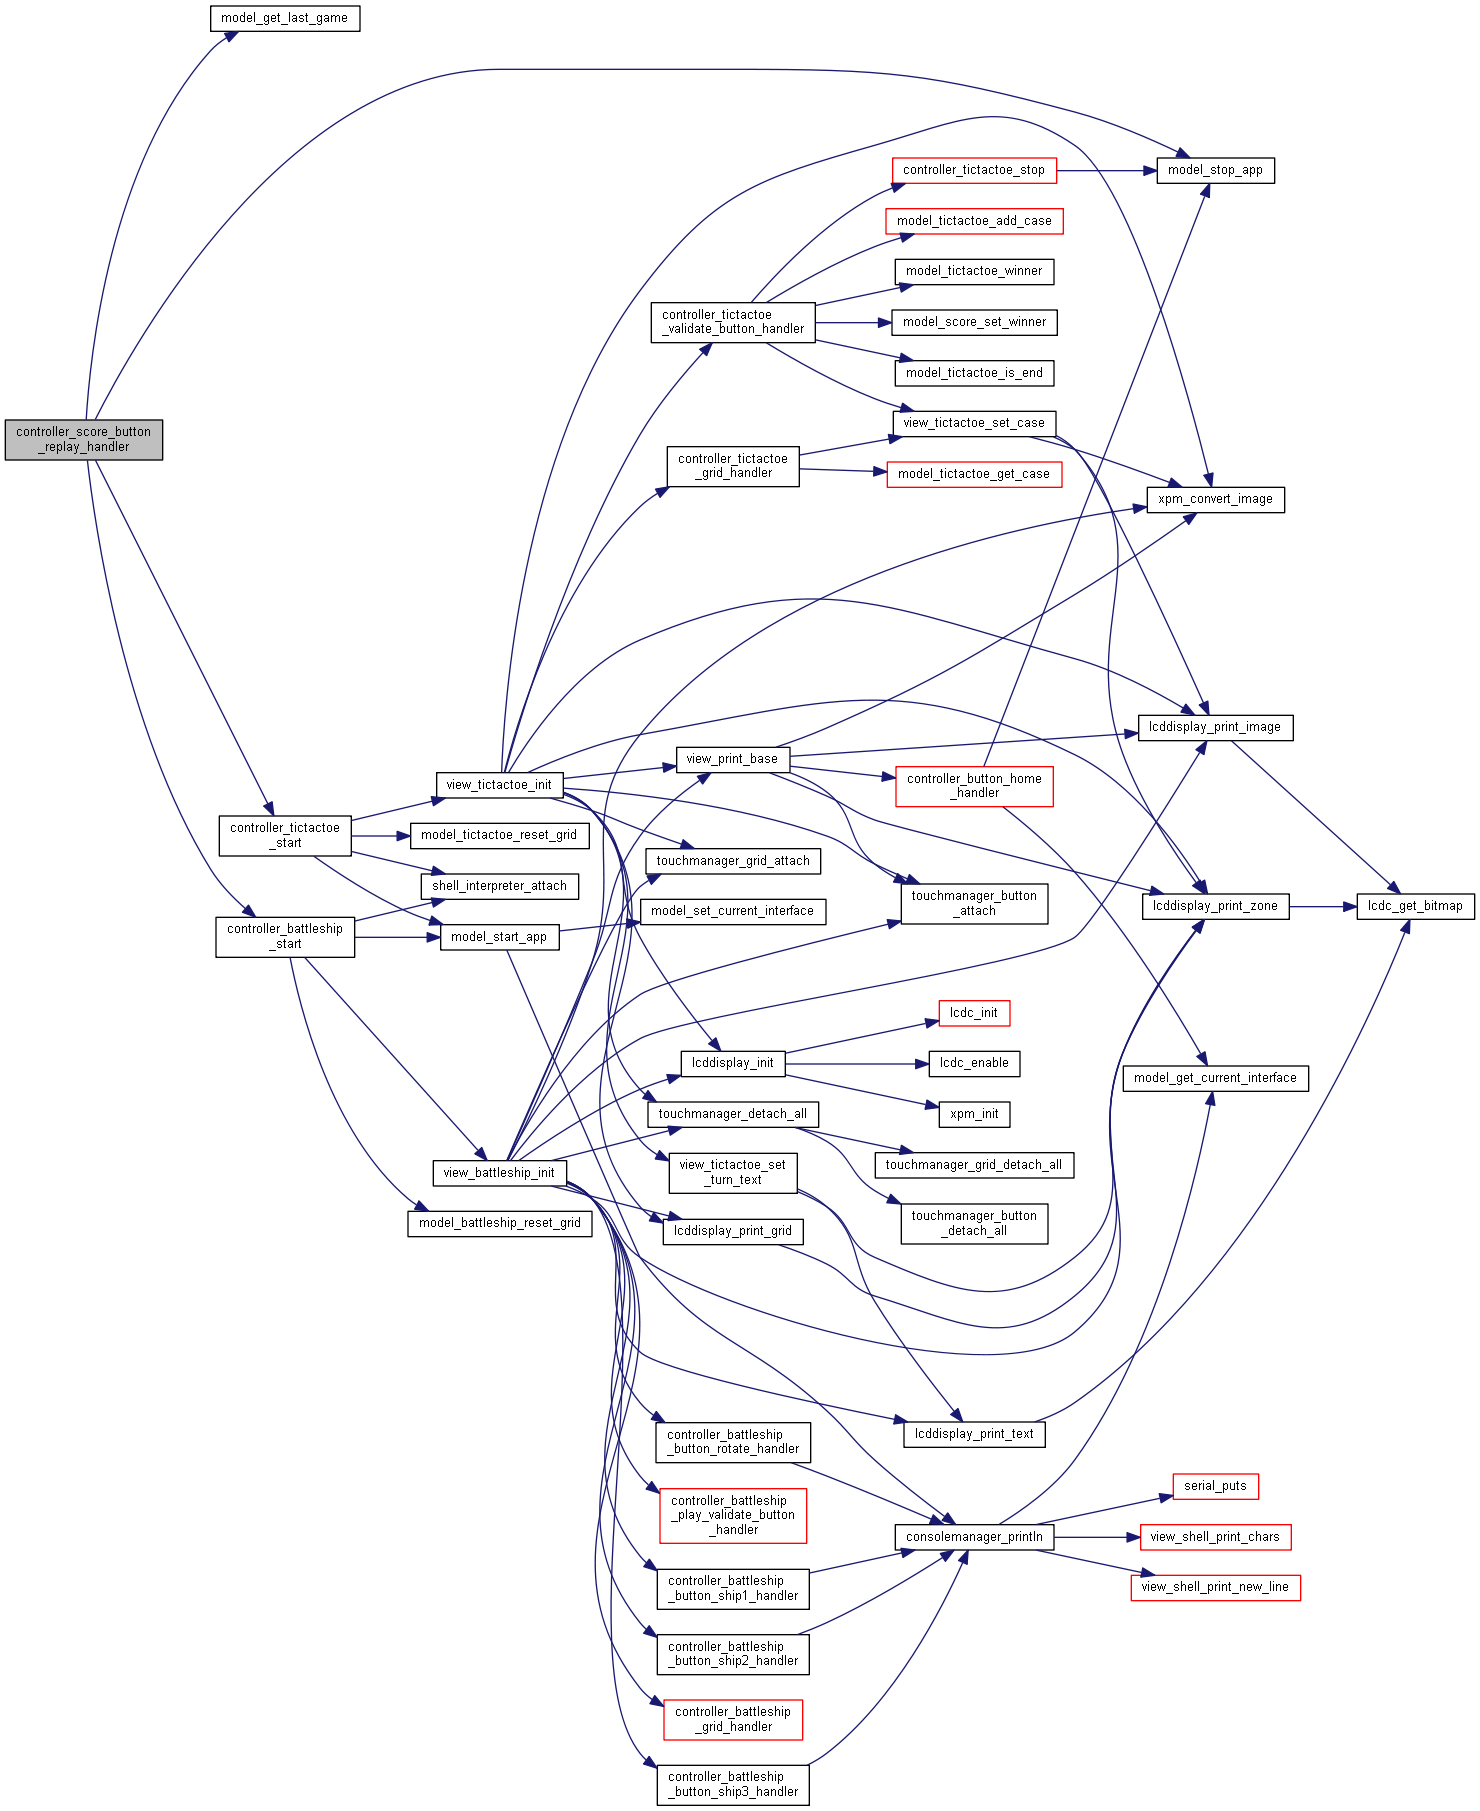 model_get_last_game
controller_tictactoe_stop
model_stop_app
model_tictactoe_add_case
model_tictactoe_winner
controller_tictactoe
_validate_button_handler
model_score_set_winner
model_tictactoe_is_end
view_tictactoe_set_case
controller_score_button
_replay_handler
controller_tictactoe
_grid_handler
model_tictactoe_get_case
xpm_convert_image
lcddisplay_print_image
view_print_base
view_tictactoe_init
controller_button_home
_handler
controller_tictactoe
_start
model_tictactoe_reset_grid
touchmanager_grid_attach
shell_interpreter_attach
touchmanager_button
_attach
lcddisplay_print_zone
lcdc_get_bitmap
model_set_current_interface
controller_battleship
_start
model_start_app
lcdc_init
lcddisplay_init
lcdc_enable
model_get_current_interface
xpm_init
touchmanager_detach_all
view_battleship_init
view_tictactoe_set
_turn_text
touchmanager_grid_detach_all
model_battleship_reset_grid
touchmanager_button
_detach_all
lcddisplay_print_grid
controller_battleship
_button_rotate_handler
lcddisplay_print_text
serial_puts
controller_battleship
_play_validate_button
_handler
consolemanager_println
view_shell_print_chars
controller_battleship
_button_ship1_handler
view_shell_print_new_line
controller_battleship
_button_ship2_handler
controller_battleship
_grid_handler
controller_battleship
_button_ship3_handler